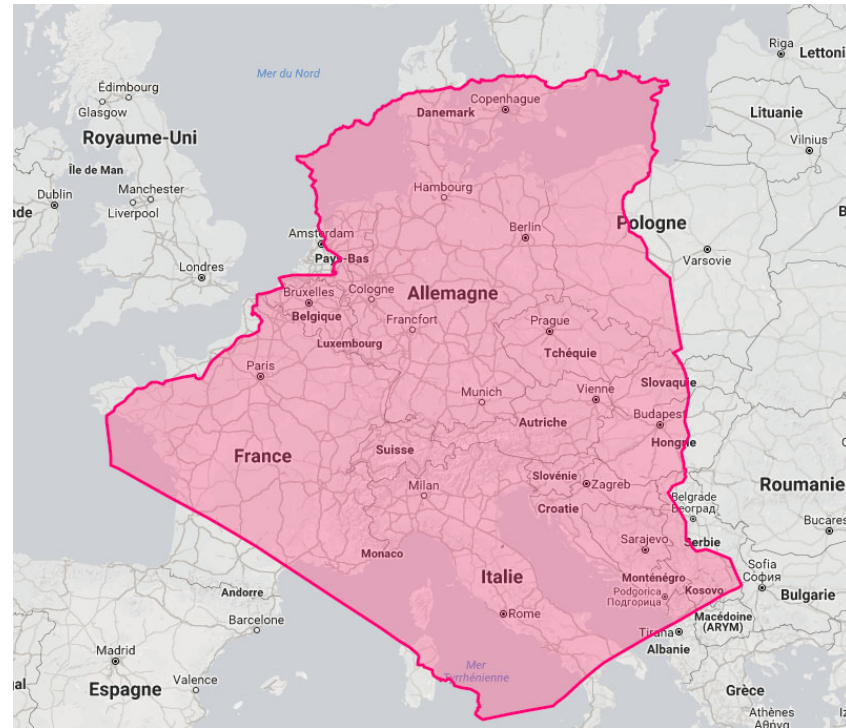 Riga
Lettoni
Mer du Nord
Édimbourg
Glasgow
Copenhague
Danemark
Lituanie
Royaume-Uni
Vilnius
Île de Man
Dublin
nde
Manchester
Liverpool
Hambourg
Amsterdam
Berlin
Pologne
B
Pays-Bas
Varsovie
Londres
Bruxelles
Cologne
Allemagne
Belgique
Francfort
Prague
Luxembourg
Tchéquie
Paris
Slovaquie
Munich
Vienne
Budapest
Autriche
Hongrie
France
Suisse
Slovénie
Zagreb
Milan
Roumanie
Croatie
Belgrade
Београд
Bucares
Sarajevo
Serbie
Monaco
Sofia
София
Italie
Monténégro
Kosovo
Andorre
Podgorica
Подгорица
Bulgarie
Rome
Macédoine
(ARYM)
Barcelone
Tirana
Albanie
Madrid
Mer
Tyrrhénienne
Valence
gal
Espagne
Grèce
Athènes
Αθήνα
Iz